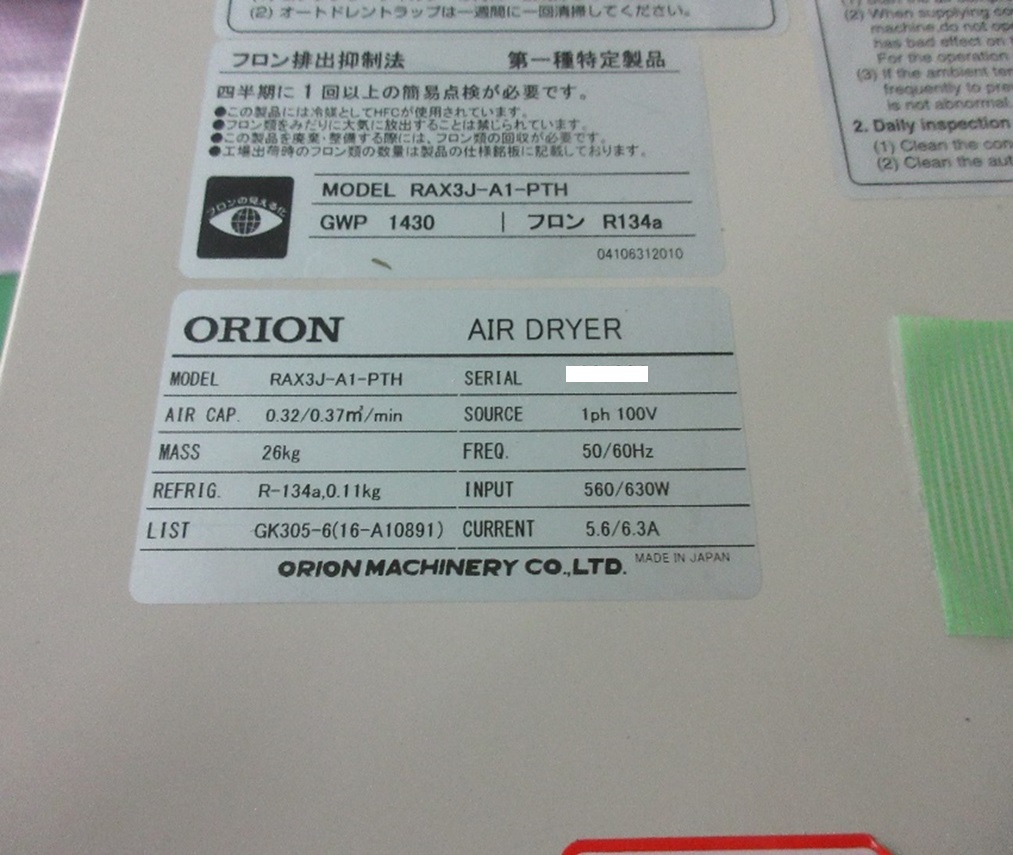 (2) オートドレントラップは一週間に一回清掃してください。
フロン排出抑制法 第一種特定製品
四半期に1回以上の簡易点検が必要です。
●この製品には冷媒としてHFCが使用されています。
●フロン類をみだりに大気に放出することは禁じられています。
●この製品を廃棄・整備する際には、フロン類の回収が必要です。
●工場出荷時のフロン類の数量は製品の仕様銘板に記載しております。
フロンの見える化
MODEL RAX3J-A1-PTH
GWP 1430 | フロン R134a
04106312010
ORION AIR DRYER
MODEL RAX3J-A1-PTH SERIAL
AIR CAP. 0.32/0.37㎥/min SOURCE 1ph 100V
MASS 26kg FREQ. 50/60Hz
REFRIG. R-134a,0.11kg INPUT 560/630W
LIST GK305-6(16-A10891) CURRENT 5.6/6.3A
ORION MACHINERY CO.,LTD. MADE IN JAPAN
(2) When supplying
machine,do not
has bad effect on
For the operation
(3) If the ambient
frequently to
is not abnormal.
2. Daily inspection
(1) Clean the
(2) Clean the